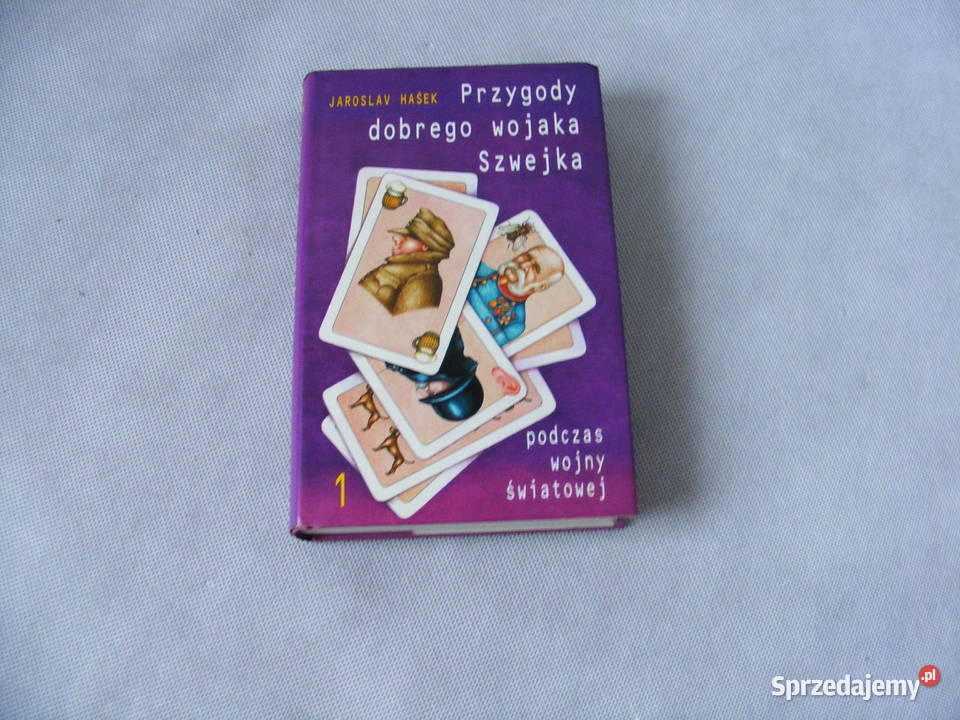 JAROSLAV HAŠEK Przygody
dobrego wojaka
Szwejka
podczas
wojny
światowej
1
Sprzedajemy.pl